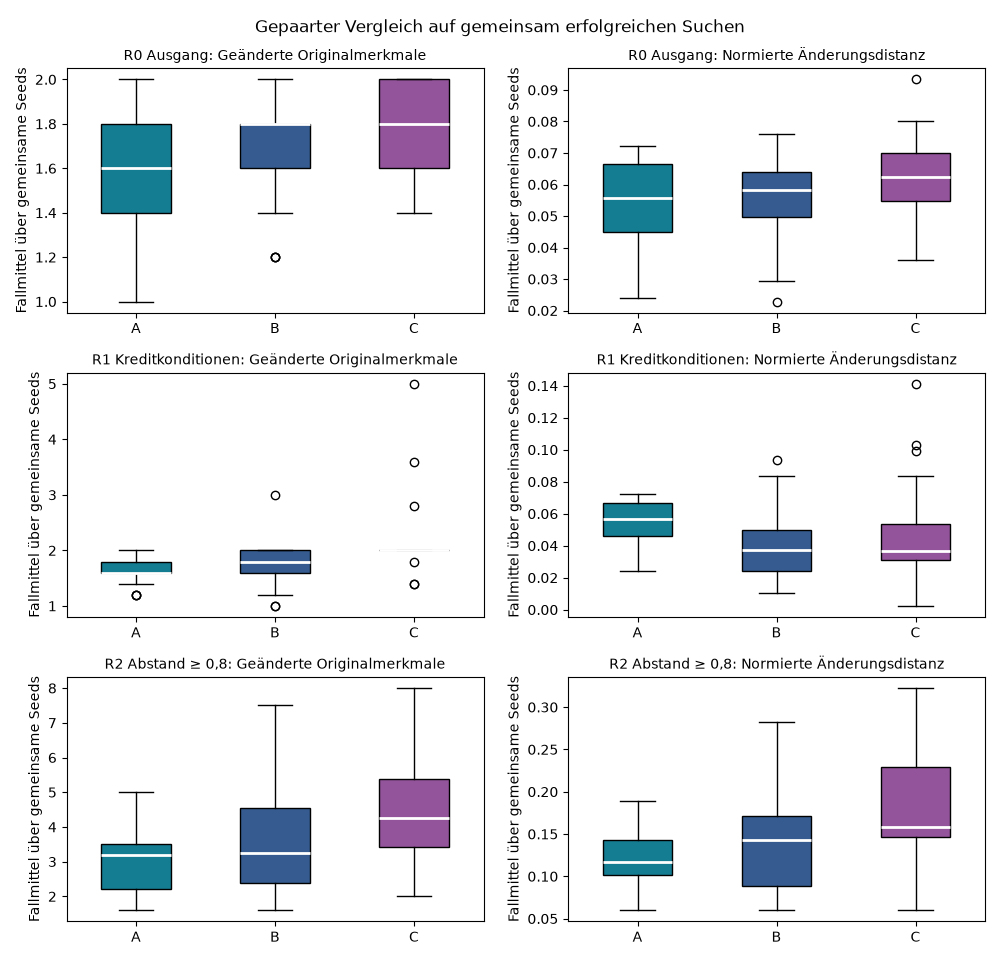 Gepaarter Vergleich auf gemeinsam erfolgreichen Suchen
R0 Ausgang: Geänderte Originalmerkmale
Fallmittel über gemeinsame Seeds
2.0
1.8
1.6
1.4
1.2
1.0
A B C
R0 Ausgang: Normierte Änderungsdistanz
Fallmittel über gemeinsame Seeds
0.09
0.08
0.07
0.06
0.05
0.04
0.03
0.02
A B C
R1 Kreditkonditionen: Geänderte Originalmerkmale
Fallmittel über gemeinsame Seeds
5
4
3
2
1
A B C
R1 Kreditkonditionen: Normierte Änderungsdistanz
Fallmittel über gemeinsame Seeds
0.14
0.12
0.10
0.08
0.06
0.04
0.02
0.00
A B C
R2 Abstand ≥ 0,8: Geänderte Originalmerkmale
Fallmittel über gemeinsame Seeds
8
7
6
5
4
3
2
A B C
R2 Abstand ≥ 0,8: Normierte Änderungsdistanz
Fallmittel über gemeinsame Seeds
0.30
0.25
0.20
0.15
0.10
0.05
A B C